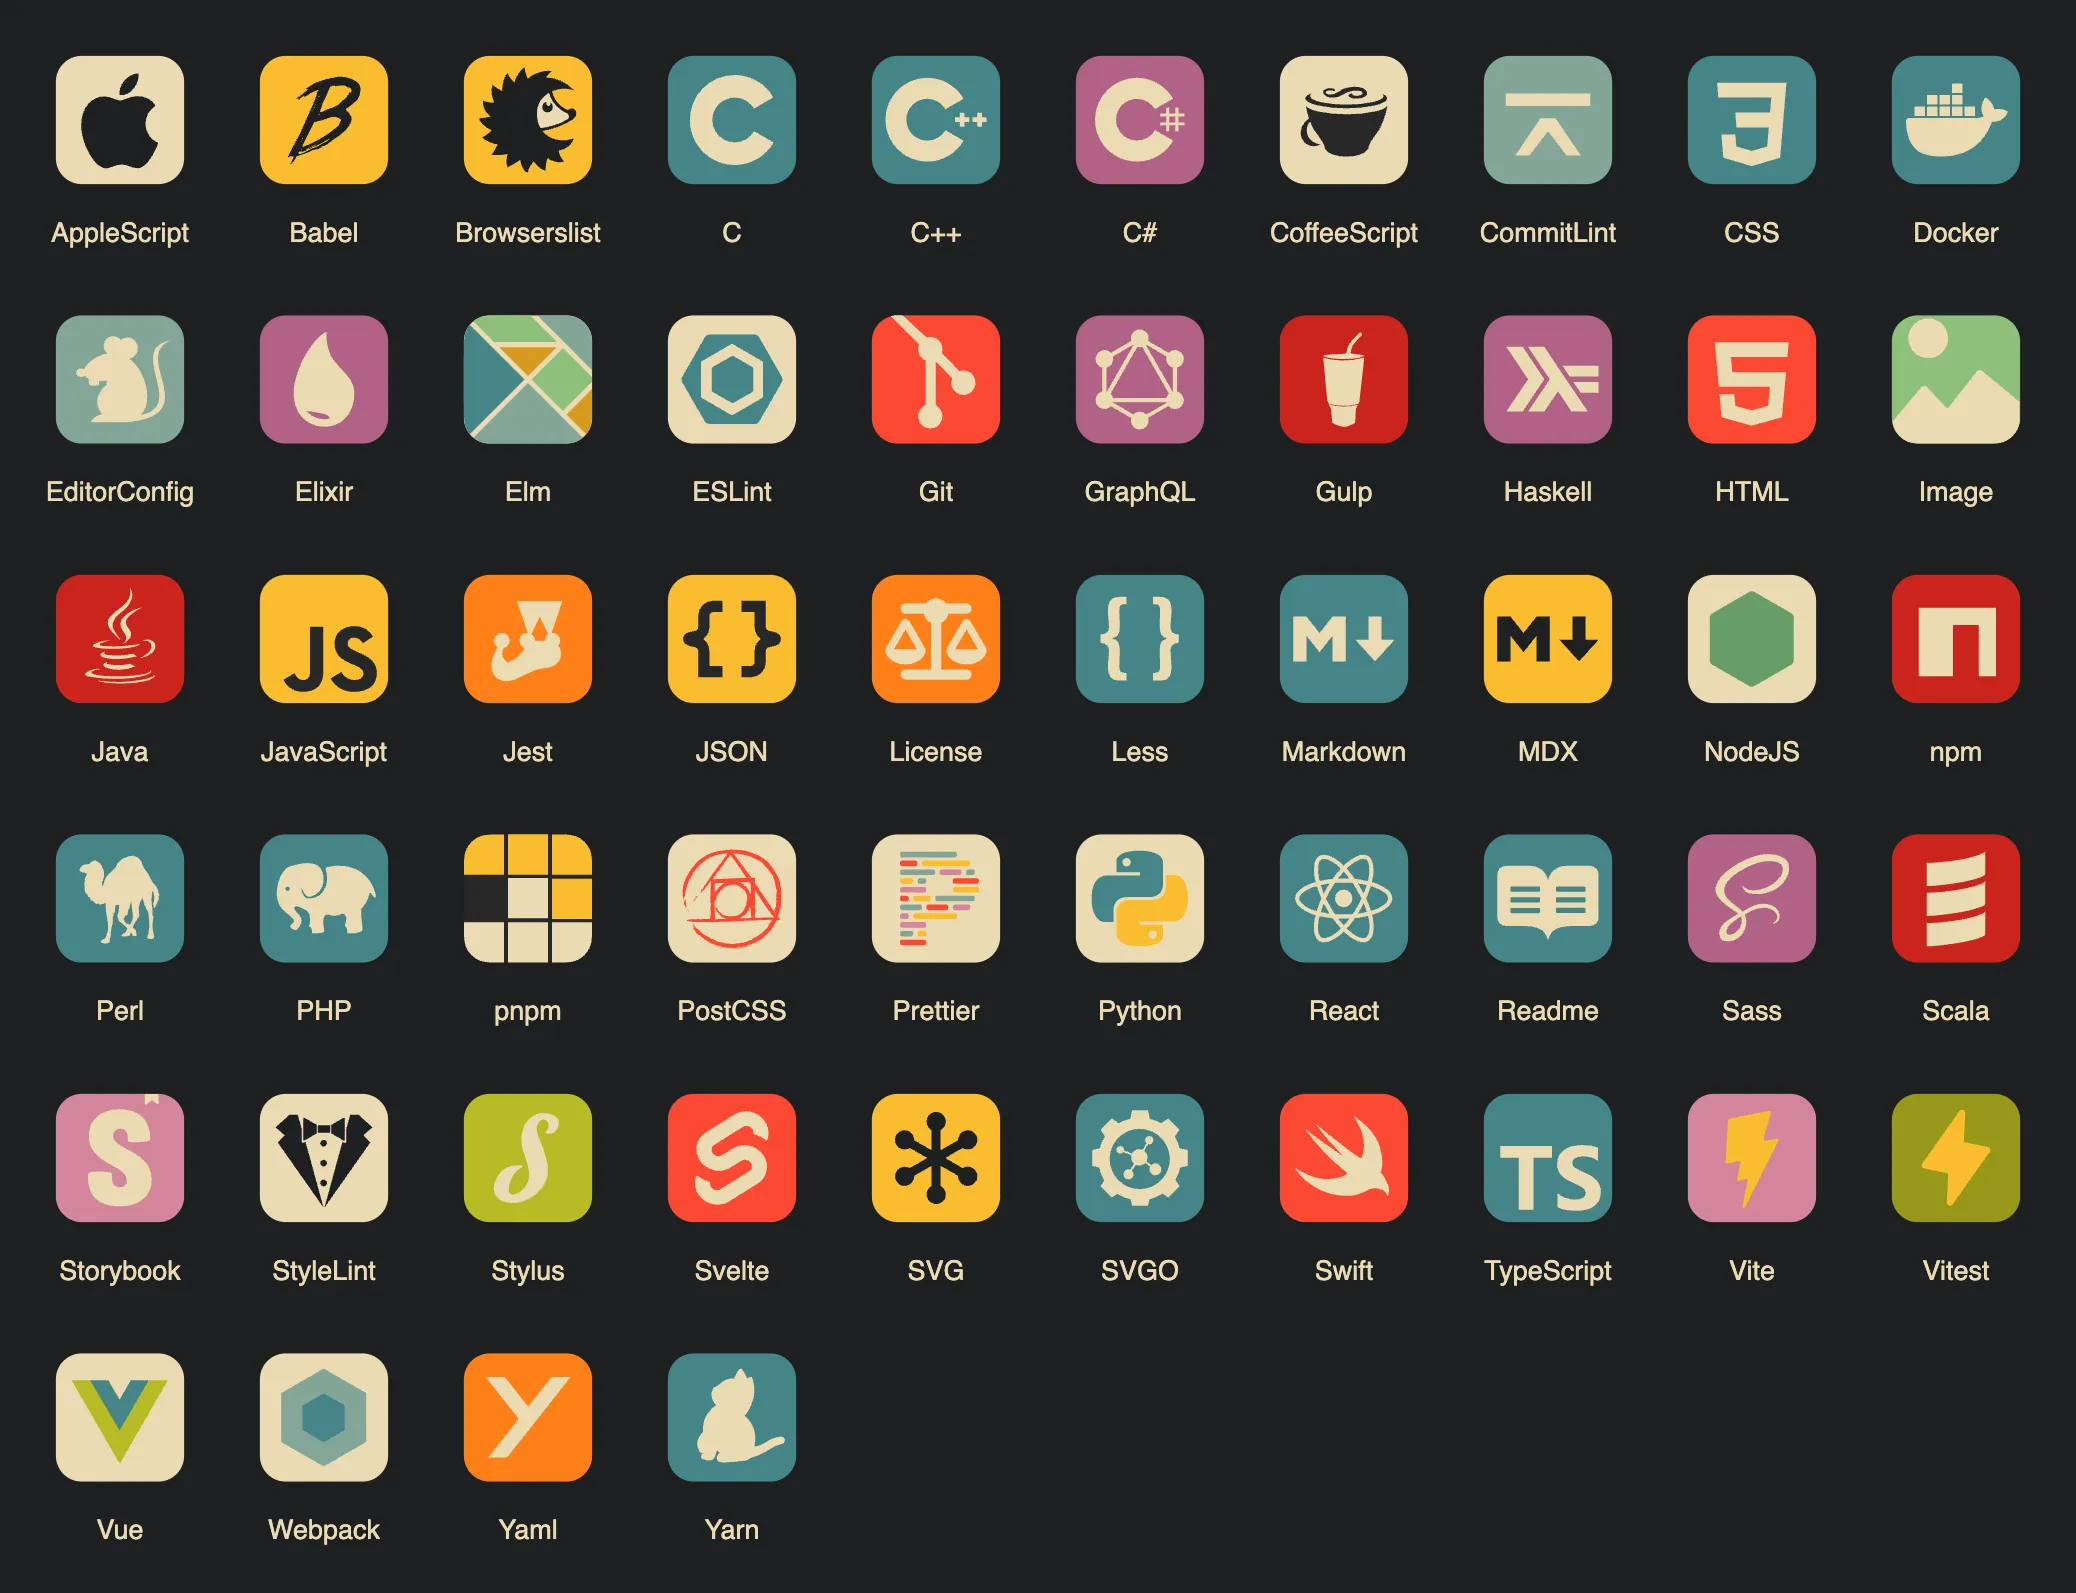 AppleScript
Babel
Browserslist
C
C++
C#
CoffeeScript
CommitLint
CSS
Docker
EditorConfig
Elixir
Elm
ESLint
Git
GraphQL
Gulp
Haskell
HTML
Image
JS
M
M
Java
JavaScript
Jest
JSON
License
Less
Markdown
MDX
NodeJS
npm
Perl
PHP
pnpm
PostCSS
Prettier
Python
React
Readme
Sass
Scala
TS
Storybook
StyleLint
Stylus
Svelte
SVG
SVGO
Swift
TypeScript
Vite
Vitest
Vue
Webpack
Yaml
Yarn